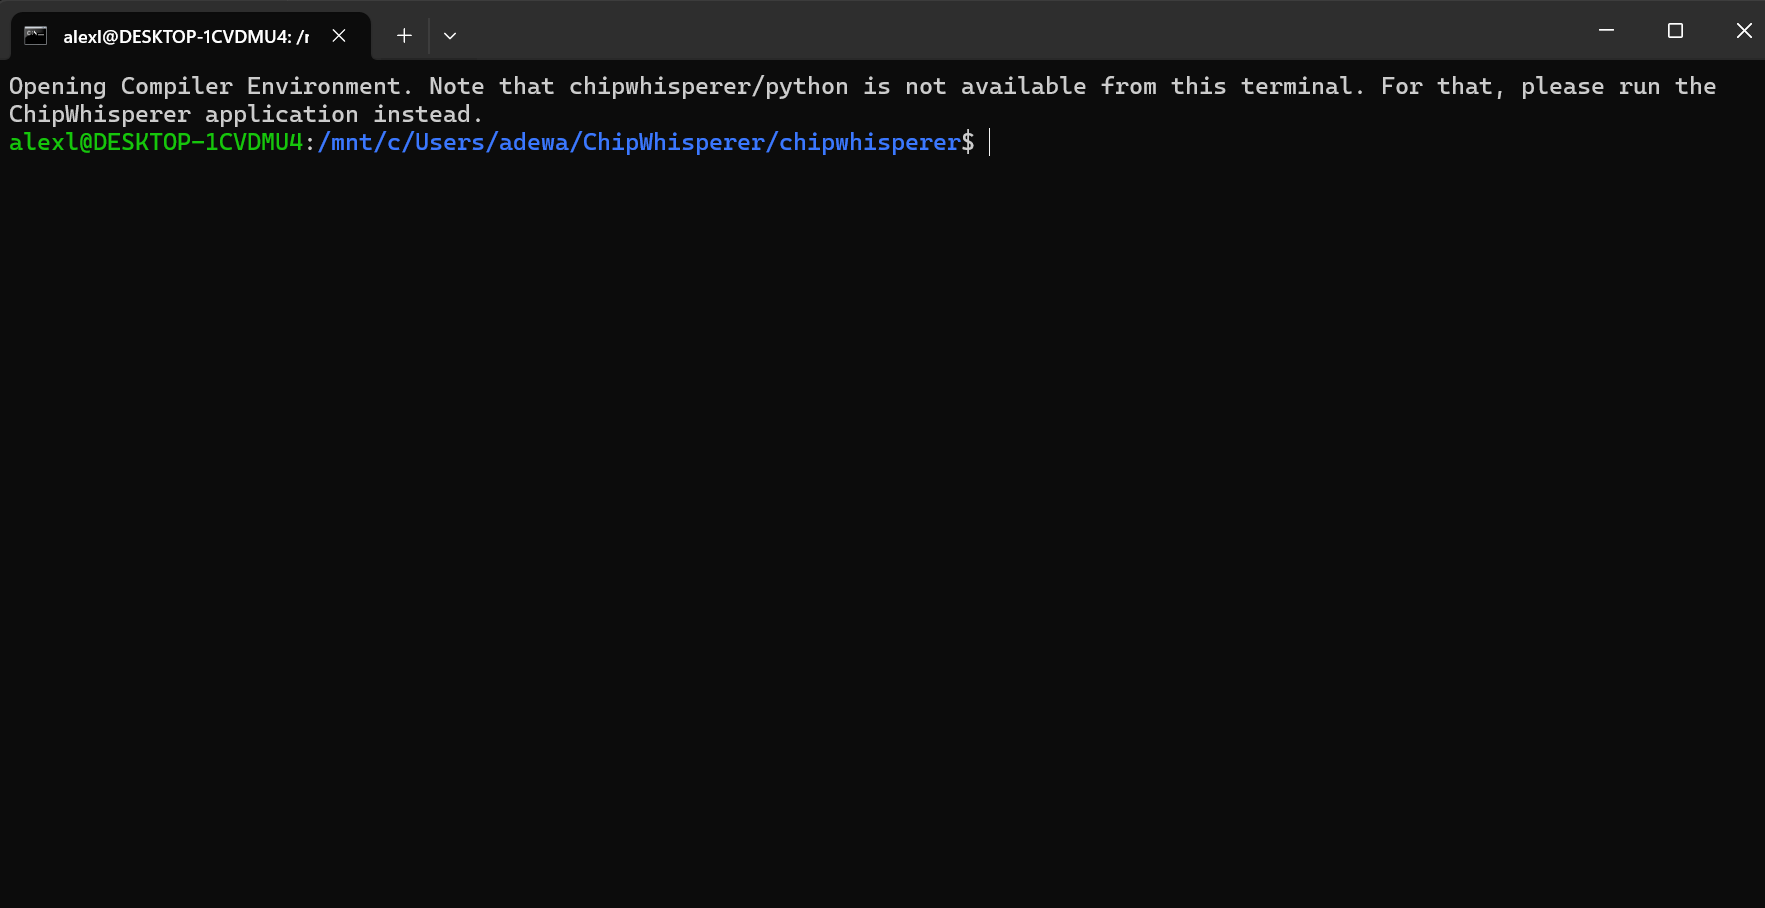 alexl@DESKTOP-1CVDMU4: /r
Opening Compiler Environment. Note that chipwhisperer/python is not available from this terminal. For that, please run the
ChipWhisperer application instead.
alexl@DESKTOP-1CVDMU4:/mnt/c/Users/adewa/ChipWhisperer/chipwhisperer$